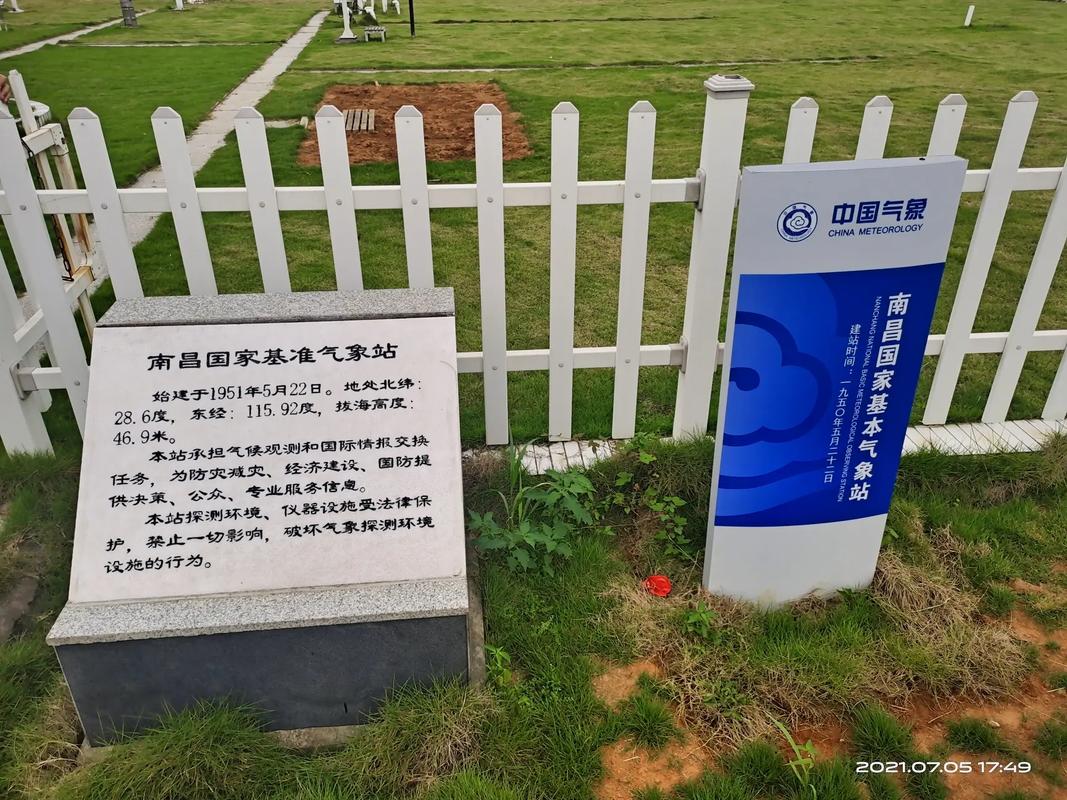 南昌国家基准气象站
始建于1951年5月22日。地处北纬：
28.6度，东经：115.92度，拔海高度：
46.9米。
本站承担气候观测和国际情报交换
任务，为防灾减灾、经济建设、国防提
供决策、公众、专业服务信息。
本站探测环境、仪器设施受法律保
护，禁止一切影响，破坏气象探测环境
设施的行为。
中国气象
CHINA METEOROLOGY
南昌国家基本气象站
NANCHANG NATIONAL BASIC METEOROLOGICAL OBSERVING STATION
建站时间：一九五〇年五月二十二日
2021.07.05 17:49